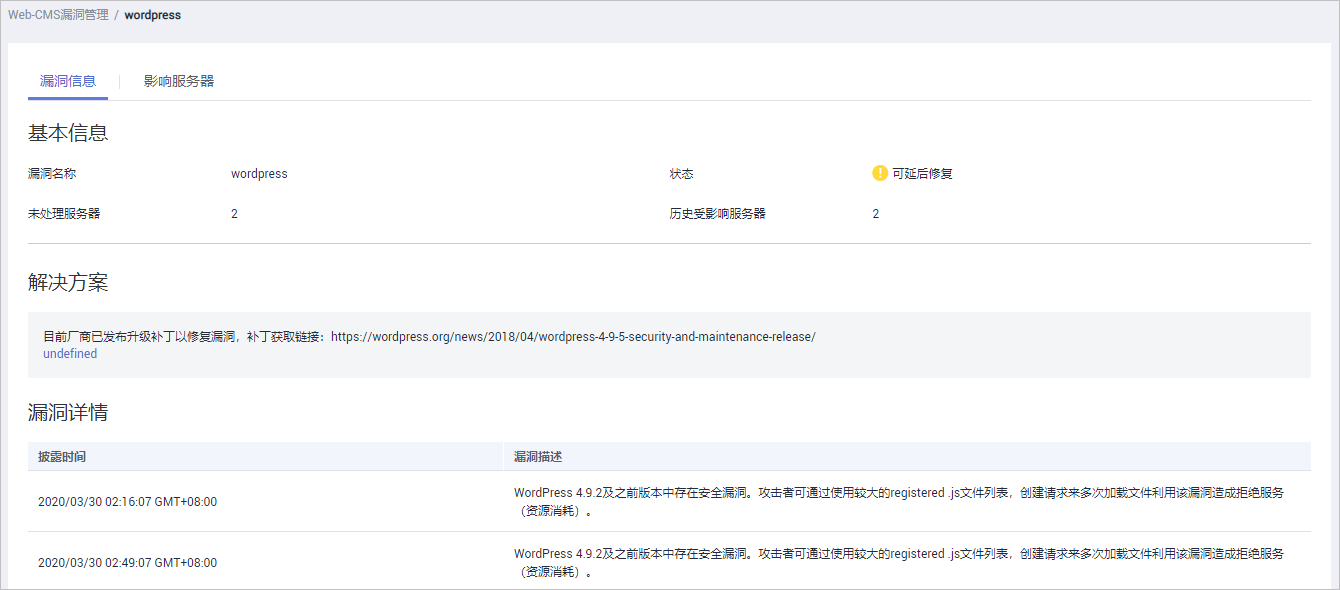 Web-CMS漏洞管理 / wordpress
漏洞信息
影响服务器
基本信息
漏洞名称 wordpress 状态 可延后修复
未处理服务器 2 历史受影响服务器 2
解决方案
目前厂商已发布升级补丁以修复漏洞，补丁获取链接：https://wordpress.org/news/2018/04/wordpress-4-9-5-security-and-maintenance-release/
undefined
漏洞详情
披露时间 漏洞描述
2020/03/30 02:16:07 GMT+08:00 WordPress 4.9.2及之前版本中存在安全漏洞。攻击者可通过使用较大的registered .js文件列表，创建请求来多次加载文件利用该漏洞造成拒绝服务
（资源消耗）。
2020/03/30 02:49:07 GMT+08:00 WordPress 4.9.2及之前版本中存在安全漏洞。攻击者可通过使用较大的registered .js文件列表，创建请求来多次加载文件利用该漏洞造成拒绝服务
（资源消耗）。